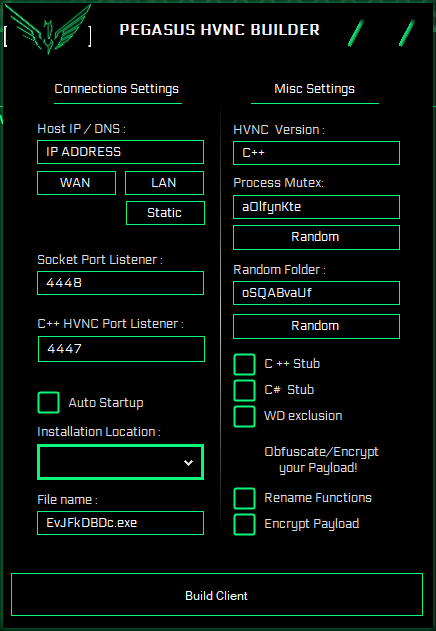 PEGASUS HVNC BUILDER
Connections Settings
Host IP / DNS :
IP ADDRESS
WAN
LAN
Static
Socket Port Listener :
4448
C++ HVNC Port Listener :
4447
Auto Startup
Installation Location :
File name :
EvJFkDBDc.exe
Misc Settings
HVNC Version :
C++
Process Mutex:
aOlfynKte
Random
Random Folder :
oSQABvaUf
Random
C ++ Stub
C# Stub
WD exclusion
Obfuscate/Encrypt
your Payload!
Rename Functions
Encrypt Payload
Build Client